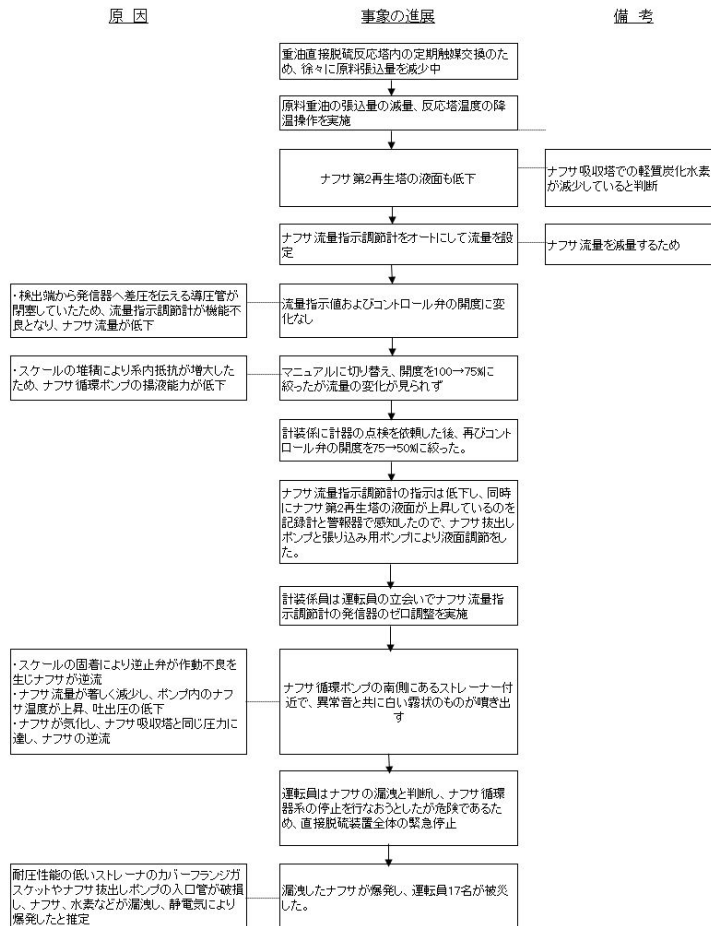 原 因
事象の進展
備 考
重油直接脱硫反応塔内の定期触媒交換の
ため、徐々に原料張込量を減少中
原料重油の張込量の減量、反応塔温度の降
温操作を実施
ナフサ第2再生塔の液面も低下
ナフサ吸収塔での軽質炭化水素
が減少していると判断
ナフサ流量指示調節計をオートにして流量を設
定
ナフサ流量を減量するため
・検出端から発信器へ差圧を伝える導圧管が
閉塞していたため、流量指示調節計が機能不
良となり、ナフサ流量が低下
流量指示値およびコントロール弁の開度に変
化なし
・スケールの堆積により系内抵抗が増大した
ため、ナフサ循環ポンプの揚液能力が低下
マニュアルに切り替え、開度を100→75%に
絞ったが流量の変化が見られず
計装係に計器の点検を依頼した後、再びコント
ロール弁の開度を75→50%に絞った。
ナフサ流量指示調節計の指示は低下し、同時
にナフサ第2再生塔の液面が上昇しているのを
記録計と警報器で感知したので、ナフサ抜出し
ポンプと張り込み用ポンプにより液面調節をし
た。
計装係員は運転員の立会いでナフサ流量指
示調節計の発信器のゼロ調整を実施
・スケールの固着により逆止弁が作動不良を
生じナフサが逆流
・ナフサ流量が著しく減少し、ポンプ内のナフ
サ温度が上昇、吐出圧の低下
・ナフサが気化し、ナフサ吸収塔と同じ圧力に
達し、ナフサの逆流
ナフサ循環ポンプの南側にあるストレーナー付
近で、異常音と共に白い霧状のものが噴き出
す
運転員はナフサの漏洩と判断し、ナフサ循環
器系の停止を行なおうとしたが危険であるた
め、直接脱硫装置全体の緊急停止
耐圧性能の低いストレーナのカバーフランジガ
スケットやナフサ抜出しポンプの入口管が破損
し、ナフサ、水素などが漏洩し、静電気により
爆発したと推定
漏洩したナフサが爆発し、運転員17名が被災
した。